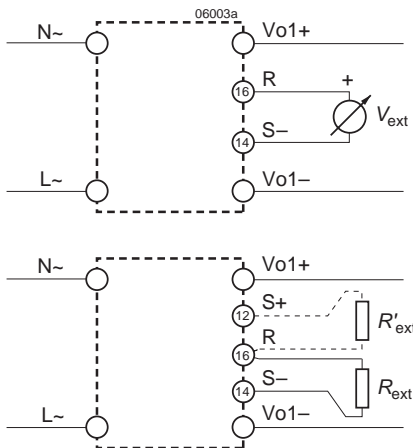 06003a
N~
Vo1+
16
R
+
Vext
14
S–
L~
Vo1–
N~
Vo1+
12
S+
R'ext
16
R
14
S–
Rext
L~
Vo1–